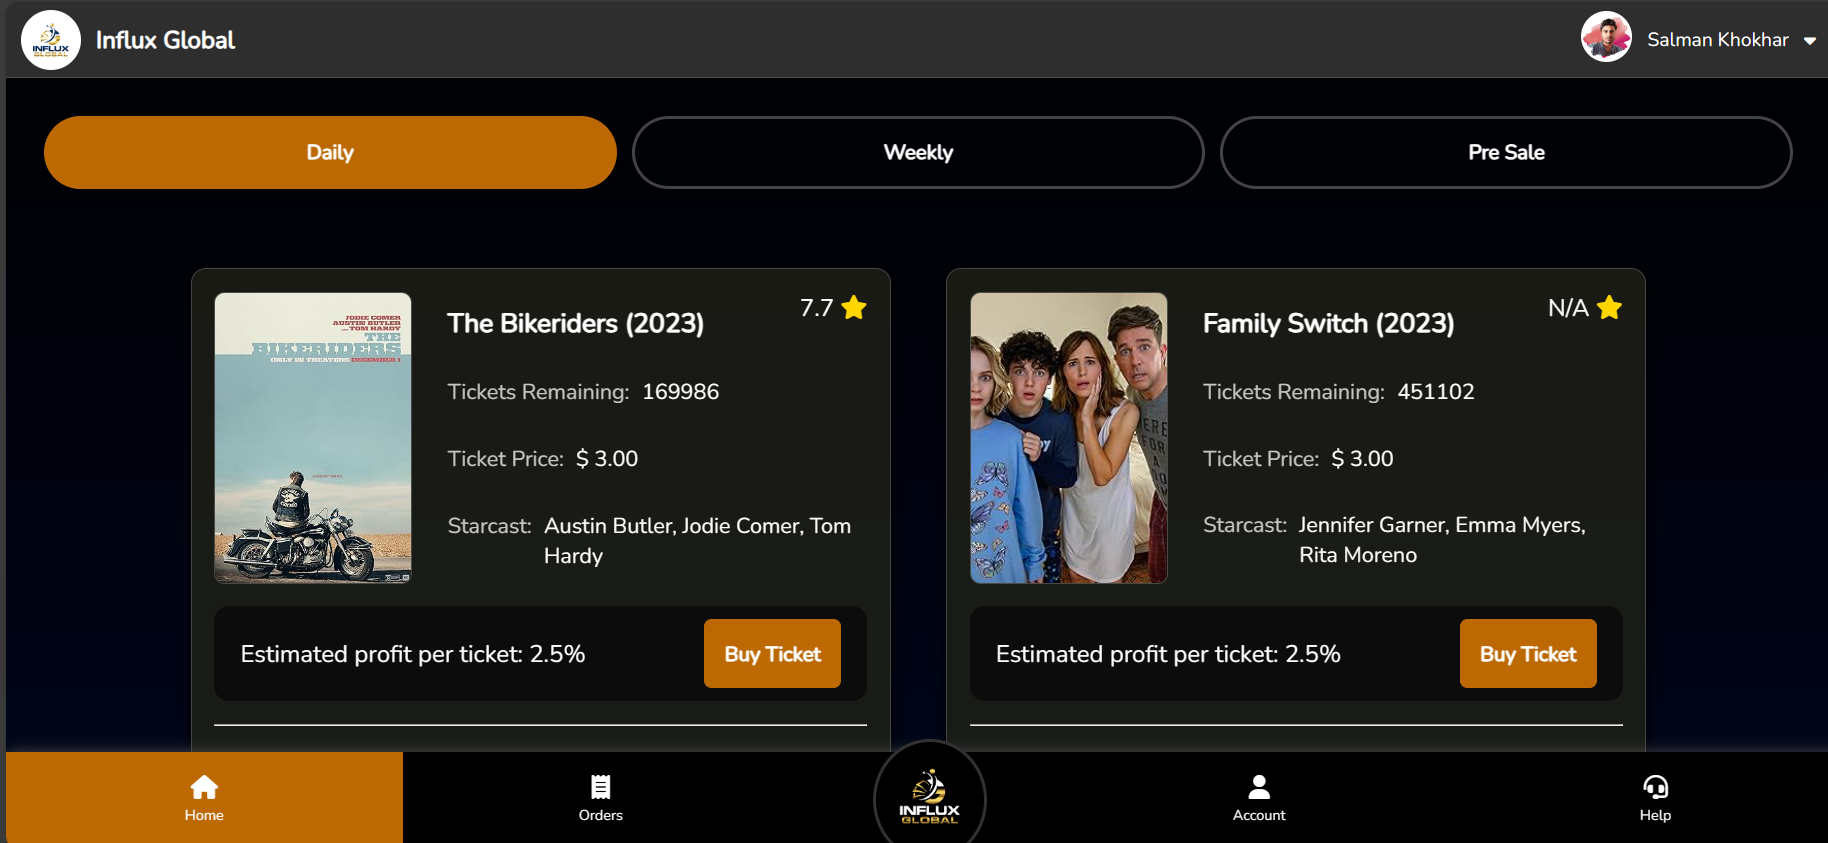 INFLUX
GLOBAL
Influx Global
Salman Khokhar
Daily
Weekly
Pre Sale
JODIE COMER
AUSTIN BUTLER
TOM HARDY
THE
BIKERIDERS
ONLY IN THEATERS DECEMBER 1
The Bikeriders (2023)
7.7
Tickets Remaining: 169986
Ticket Price: $ 3.00
Starcast: Austin Butler, Jodie Comer, Tom
Hardy
Estimated profit per ticket: 2.5%
Buy Ticket
Family Switch (2023)
N/A
Tickets Remaining: 451102
Ticket Price: $ 3.00
Starcast: Jennifer Garner, Emma Myers,
Rita Moreno
Estimated profit per ticket: 2.5%
Buy Ticket
Home
Orders
INFLUX
GLOBAL
Account
Help